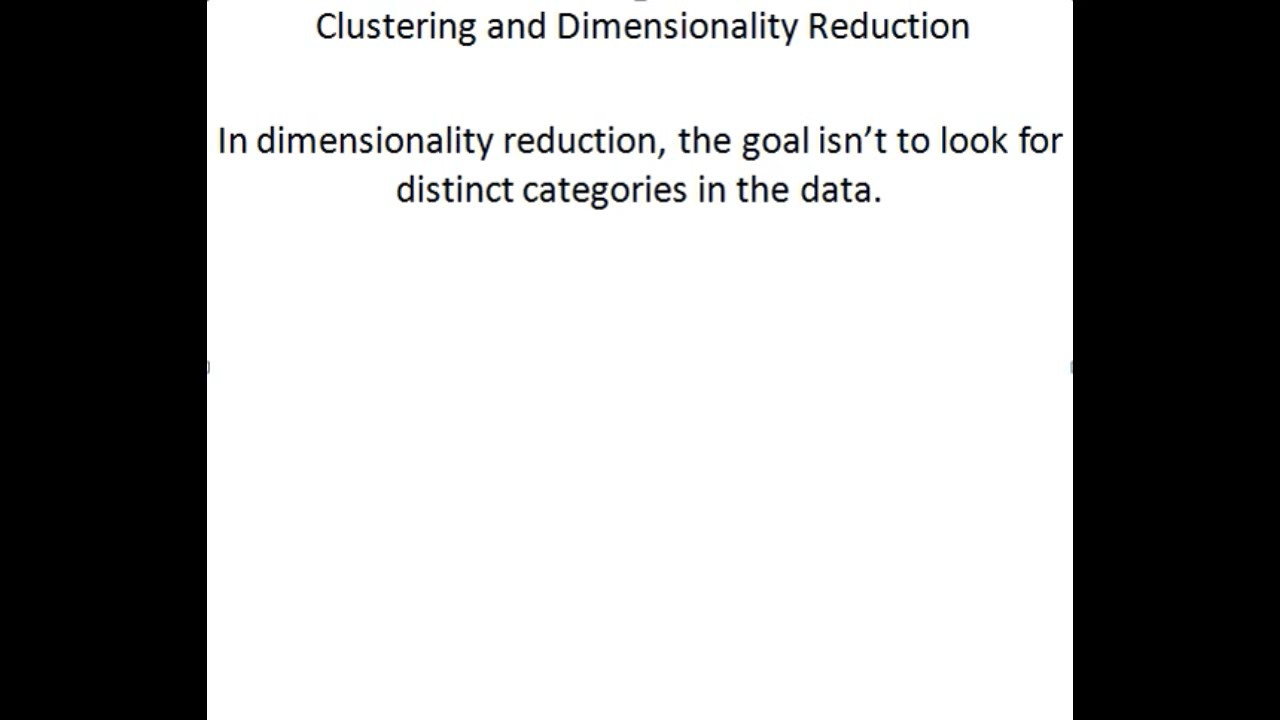 Clustering and Dimensionality Reduction
In dimensionality reduction, the goal isn’t to look for
distinct categories in the data.